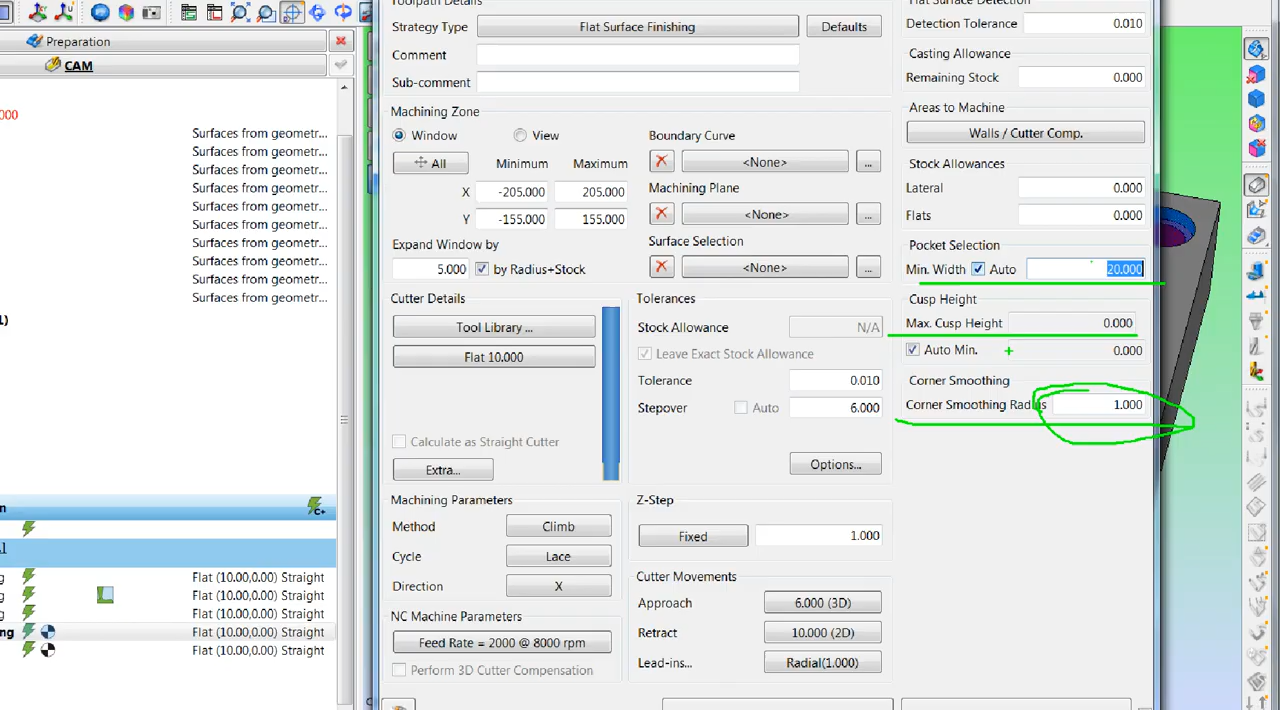 Preparation
CAM
000
Surfaces from geometr...
Surfaces from geometr...
Surfaces from geometr...
Surfaces from geometr...
Surfaces from geometr...
Surfaces from geometr...
Surfaces from geometr...
Surfaces from geometr...
Surfaces from geometr...
Surfaces from geometr...
1)
n
C+
Flat (10.00,0.00) Straight
Flat (10.00,0.00) Straight
Flat (10.00,0.00) Straight
ng Flat (10.00,0.00) Straight
Flat (10.00,0.00) Straight
Toolpath Details
Strategy Type Flat Surface Finishing Defaults
Comment
Sub-comment
Machining Zone
Window View
All Minimum Maximum
X -205.000 205.000
Y -155.000 155.000
Expand Window by
5.000 by Radius+Stock
Boundary Curve
<None> ...
Machining Plane
<None> ...
Surface Selection
<None> ...
Cutter Details
Tool Library ...
Flat 10.000
Calculate as Straight Cutter
Extra...
Tolerances
Stock Allowance N/A
Leave Exact Stock Allowance
Tolerance 0.010
Stepover Auto 6.000
Options...
Machining Parameters
Method Climb
Cycle Lace
Direction X
NC Machine Parameters
Feed Rate = 2000 @ 8000 rpm
Perform 3D Cutter Compensation
Z-Step
Fixed 1.000
Cutter Movements
Approach 6.000 (3D)
Retract 10.000 (2D)
Lead-ins... Radial(1.000)
Flat Surface Detection
Detection Tolerance 0.010
Casting Allowance
Remaining Stock 0.000
Areas to Machine
Walls / Cutter Comp.
Stock Allowances
Lateral 0.000
Flats 0.000
Pocket Selection
Min. Width Auto 20.000
Cusp Height
Max. Cusp Height 0.000
Auto Min. 0.000
Corner Smoothing
Corner Smoothing Radius 1.000